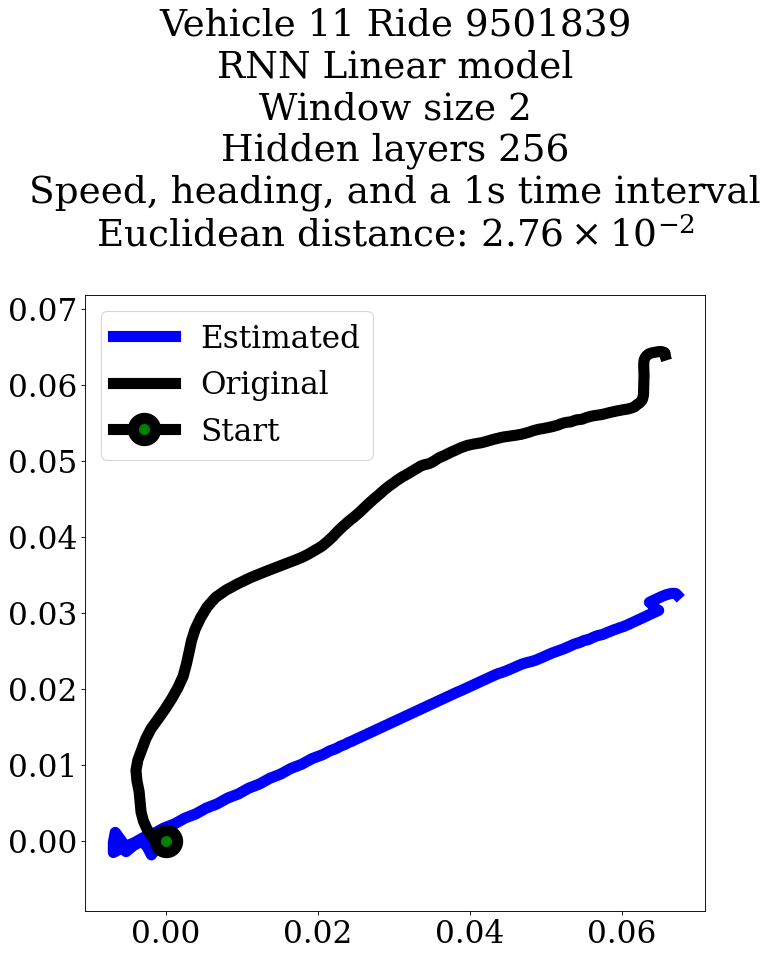 Vehicle 11 Ride 9501839
RNN Linear model
Window size 2
Hidden layers 256
Speed, heading, and a 1s time interval
Euclidean distance: 2.76 × 10⁻²
Estimated
Original
Start
0.07
0.06
0.05
0.04
0.03
0.02
0.01
0.00
0.00 0.02 0.04 0.06